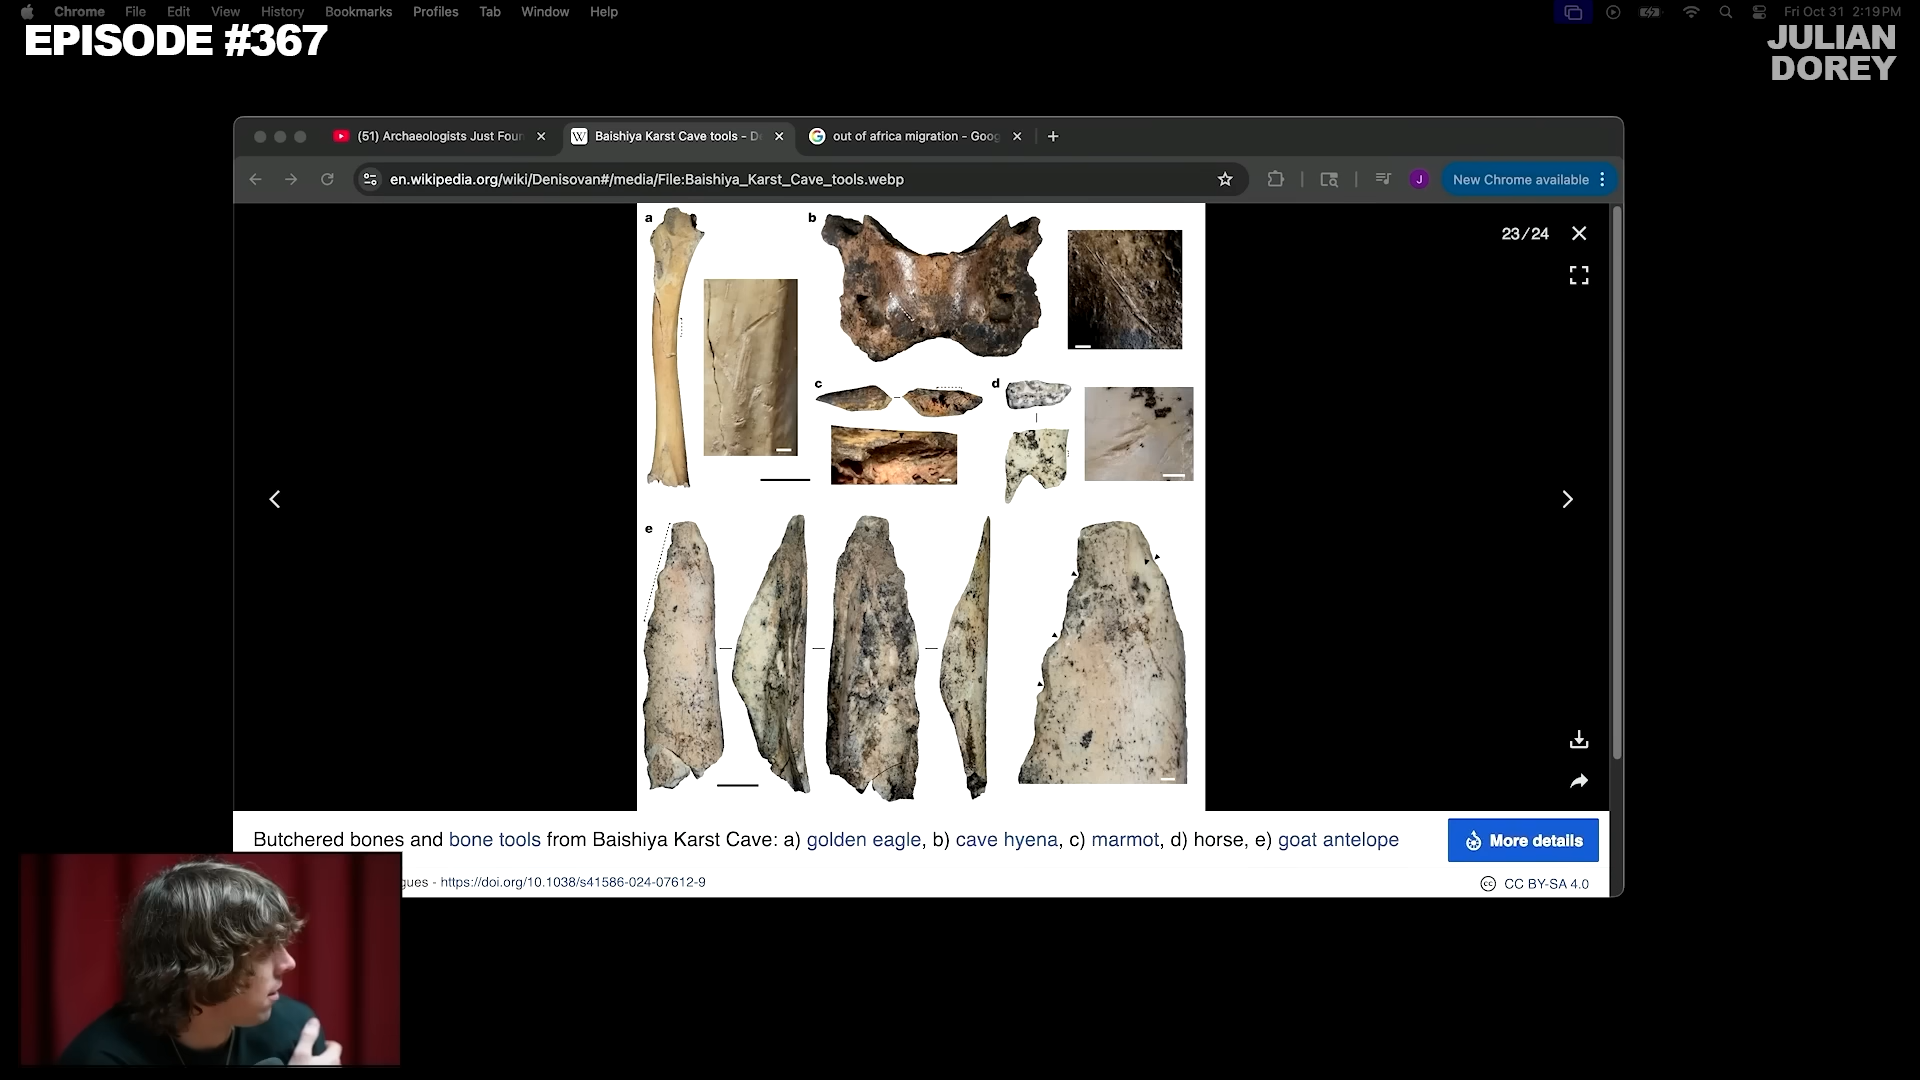 Chrome File Edit View History Bookmarks Profiles Tab Window Help Fri Oct 31 2:19 PM
EPISODE #367
JULIAN
DOREY
(51) Archaeologists Just Foun
Baishiya Karst Cave tools - D
out of africa migration - Goog
en.wikipedia.org/wiki/Denisovan#/media/File:Baishiya_Karst_Cave_tools.webp
J
New Chrome available
23/24
a
b
c
d
e
Butchered bones and bone tools from Baishiya Karst Cave: a) golden eagle, b) cave hyena, c) marmot, d) horse, e) goat antelope
More details
gues - https://doi.org/10.1038/s41586-024-07612-9
CC BY-SA 4.0